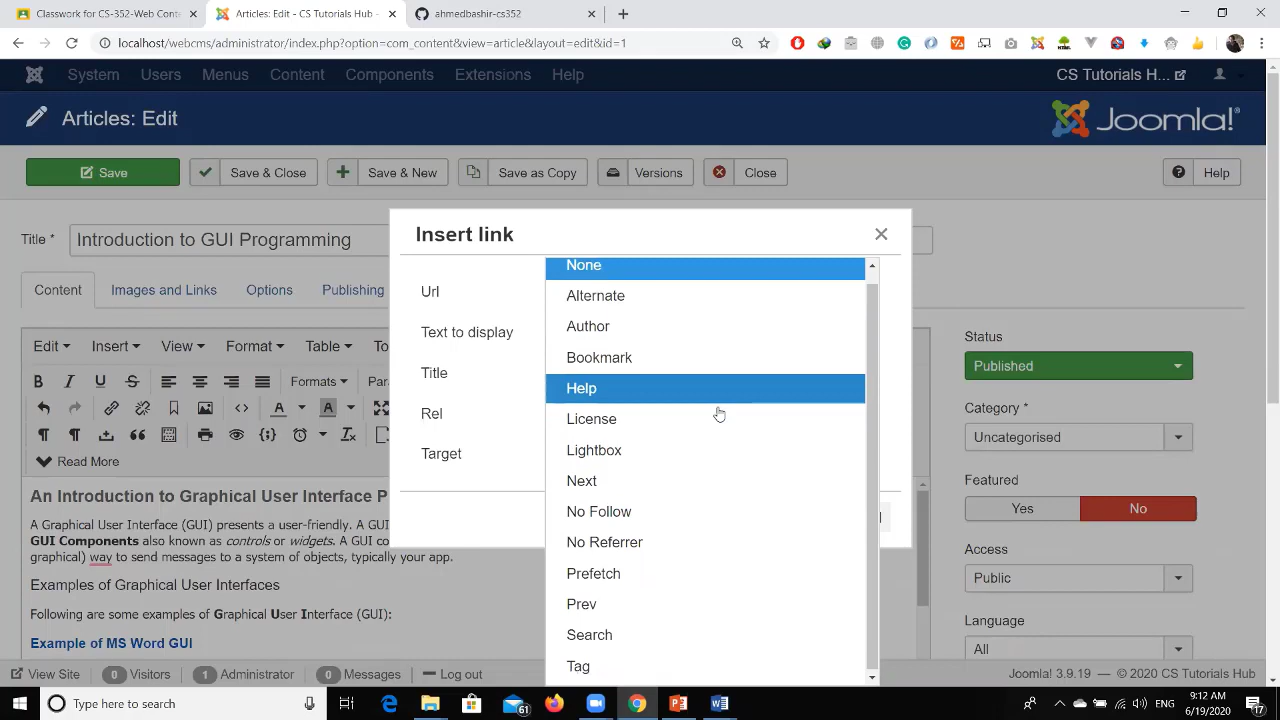 Classwork for CS-352-Web Cont
Articles: Edit - CS Tutorials Hub -
ahmedbashir-cs352
localhost/webcms/administrator/index.php?option=com_content&view=article&layout=edit&id=1
System Users Menus Content Components Extensions Help
CS Tutorials H...
Articles: Edit
Joomla!®
Save
Save & Close
Save & New
Save as Copy
Versions
Close
Help
Title *
Introduction to GUI Programming
Insert link
None
Content
Images and Links
Options
Publishing
Url
Alternate
Text to display
Author
Bookmark
Title
Help
Rel
License
Target
Lightbox
Next
No Follow
No Referrer
Prefetch
Prev
Search
Tag
Edit Insert View Format Table To
Formats Par
Read More
An Introduction to Graphical User Interface P
A Graphical User Interface (GUI) presents a user-friendly. A GUI
GUI Components also known as controls or widgets. A GUI co
graphical) way to send messages to a system of objects, typically your app.
Examples of Graphical User Interfaces
Following are some examples of Graphical User Interface (GUI):
Example of MS Word GUI
Status
Published
Category *
Uncategorised
Featured
Yes No
Access
Public
Language
All
View Site
0 Visitors
1 Administrator
0 Messages
Log out
Joomla! 3.9.19 — © 2020 CS Tutorials Hub
Type here to search
61
9:12 AM
6/19/2020
7